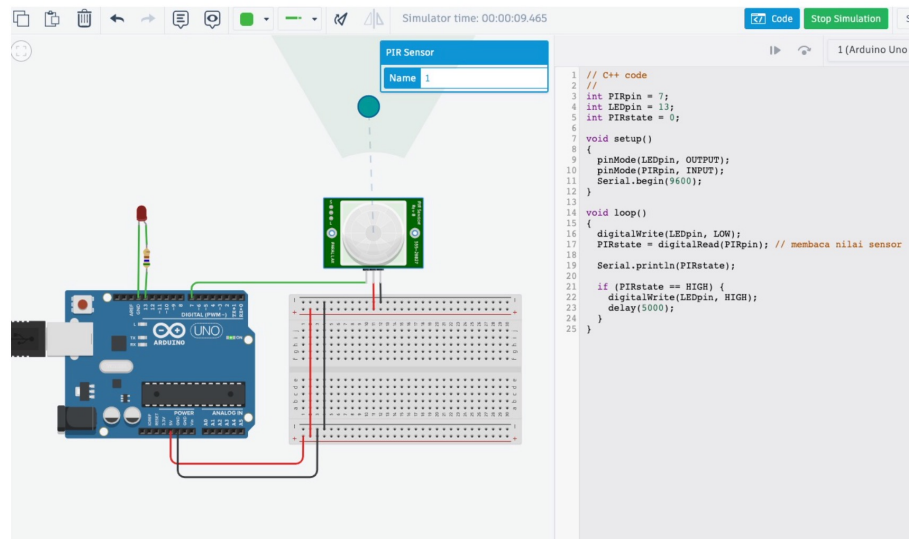 Simulator time: 00:00:09.465
Code
Stop Simulation
S
PIR Sensor
Name 1
1 (Arduino Uno
1 // C++ code
2 //
3 int PIRpin = 7;
4 int LEDpin = 13;
5 int PIRstate = 0;
6
7 void setup()
8 {
9 pinMode(LEDpin, OUTPUT);
10 pinMode(PIRpin, INPUT);
11 Serial.begin(9600);
12 }
13
14 void loop()
15 {
16 digitalWrite(LEDpin, LOW);
17 PIRstate = digitalRead(PIRpin); // membaca nilai sensor
18
19 Serial.println(PIRstate);
20
21 if (PIRstate == HIGH) {
22 digitalWrite(LEDpin, HIGH);
23 delay(5000);
24 }
25 }
DIGITAL (PWM~)
UNO
ARDUINO
TX
RX
L
POWER
ANALOG IN